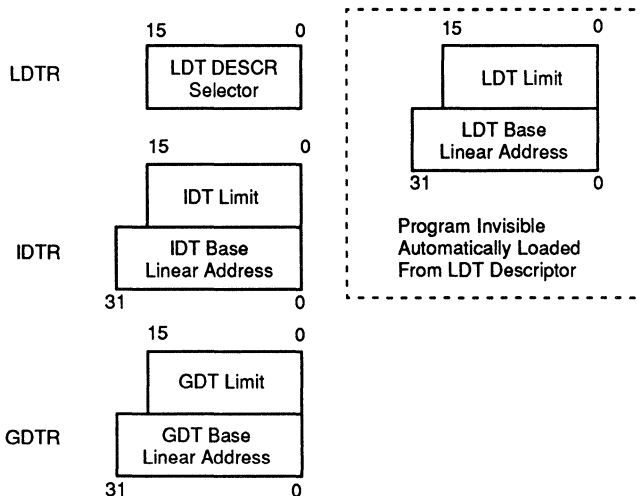 15 0
LDTR
LDT DESCR
Selector
15 0
LDT Limit
LDT Base
Linear Address
31 0
Program Invisible
Automatically Loaded
From LDT Descriptor
15 0
IDTR
IDT Limit
IDT Base
Linear Address
31 0
15 0
GDTR
GDT Limit
GDT Base
Linear Address
31 0